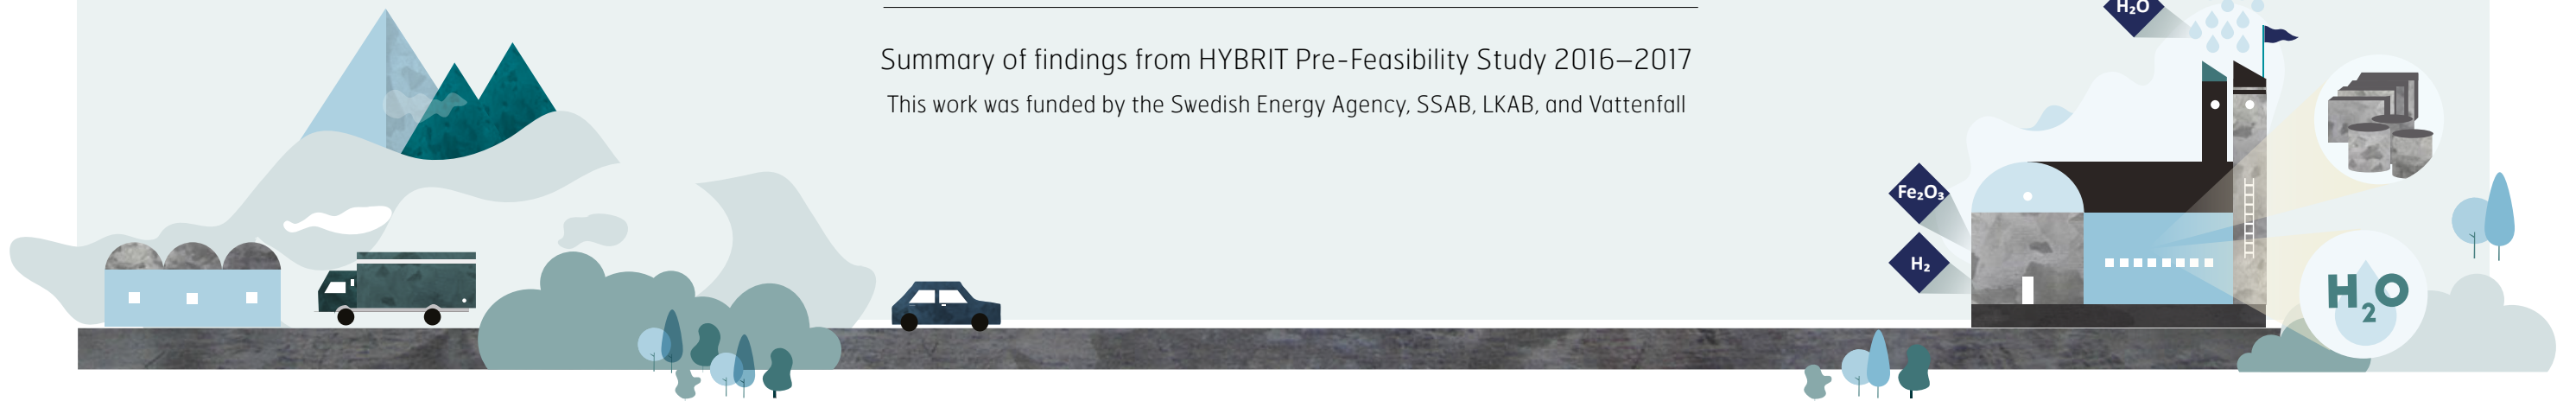 H₂O
Summary of findings from HYBRIT Pre-Feasibility Study 2016–2017
This work was funded by the Swedish Energy Agency, SSAB, LKAB, and Vattenfall
Fe₂O₃
H₂
H₂O